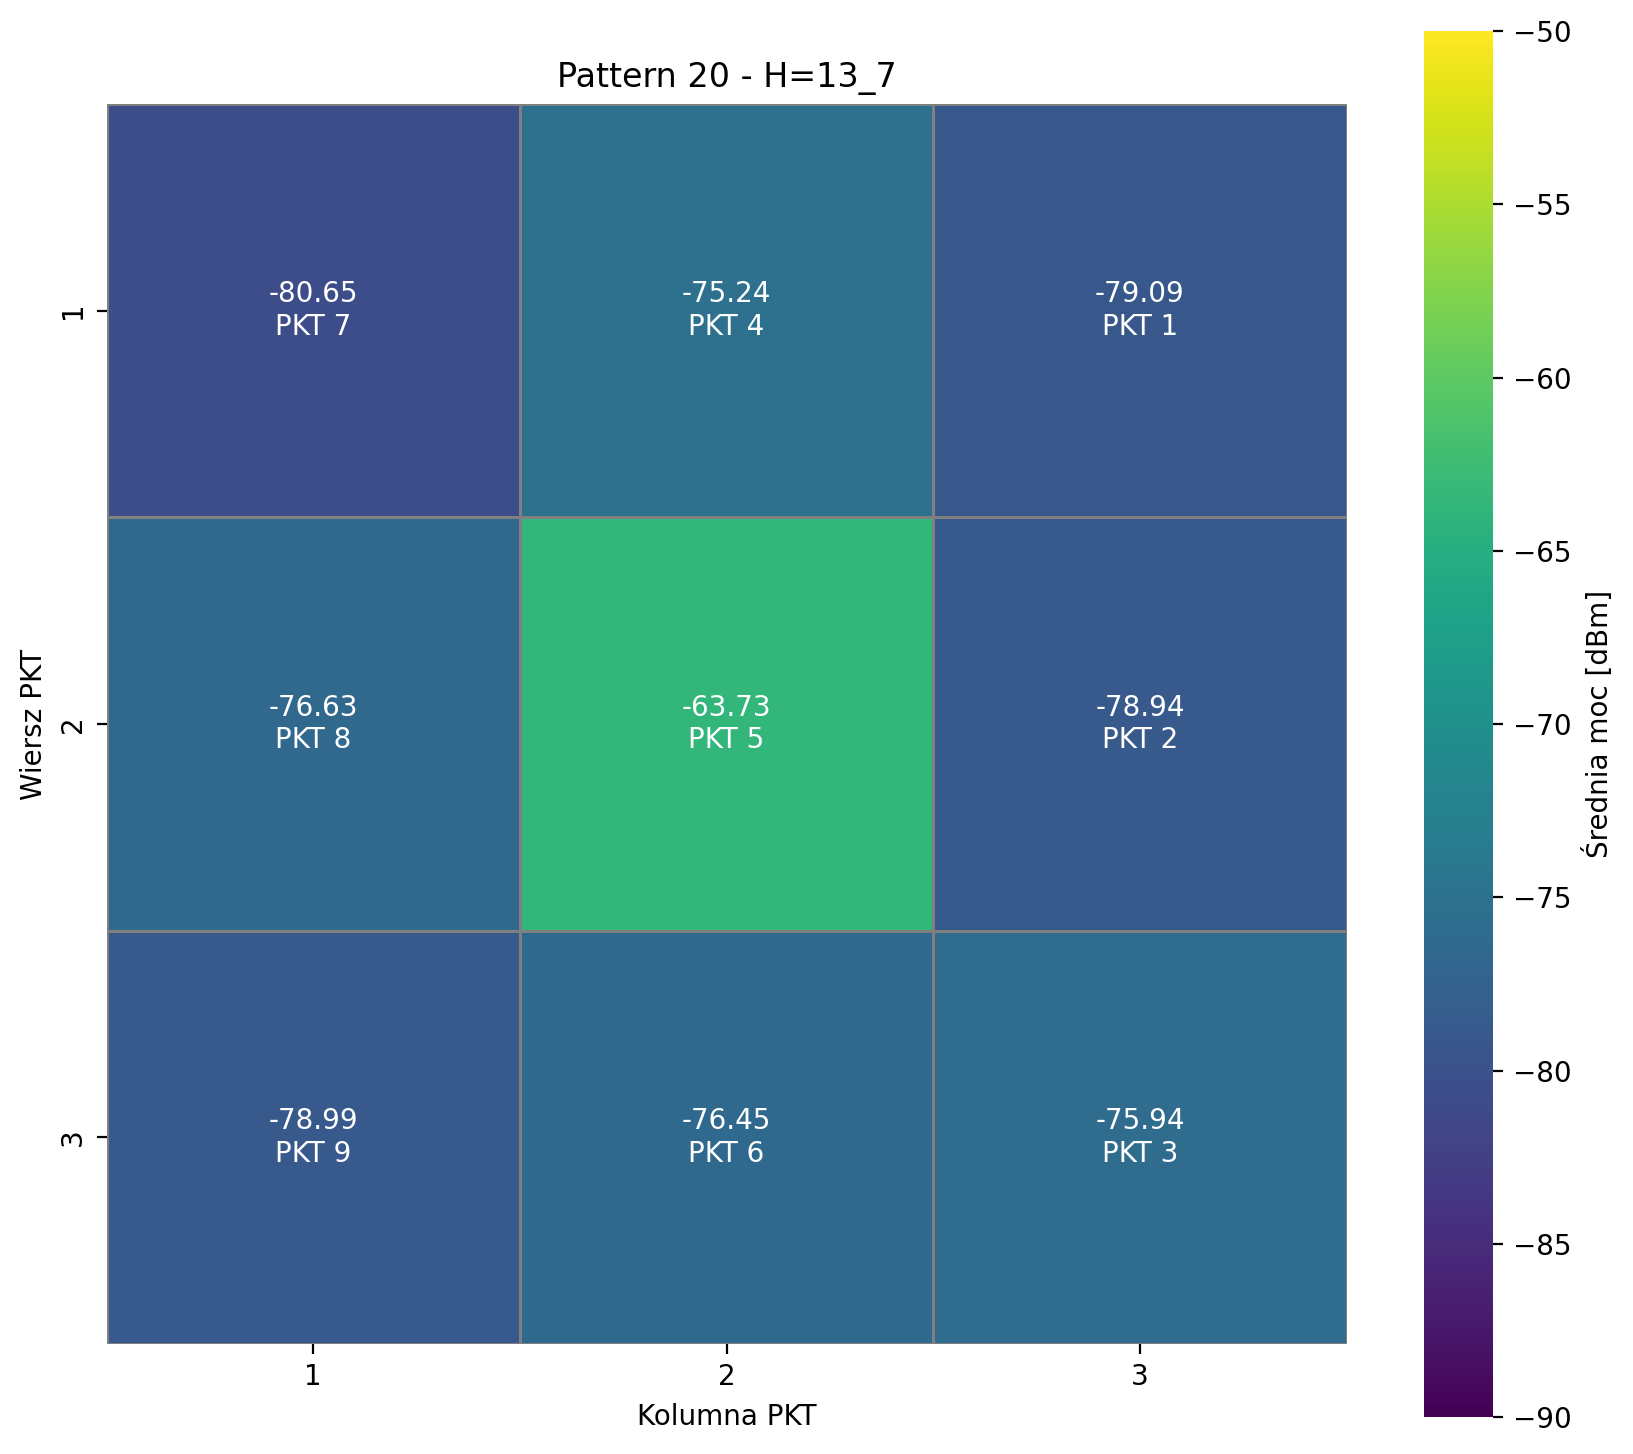 Pattern 20 - H=13_7
-80.65
PKT 7
-75.24
PKT 4
-79.09
PKT 1
-76.63
PKT 8
-63.73
PKT 5
-78.94
PKT 2
-78.99
PKT 9
-76.45
PKT 6
-75.94
PKT 3
1
2
3
Wiersz PKT
1
2
3
Kolumna PKT
−50
−55
−60
−65
−70
−75
−80
−85
−90
Średnia moc [dBm]